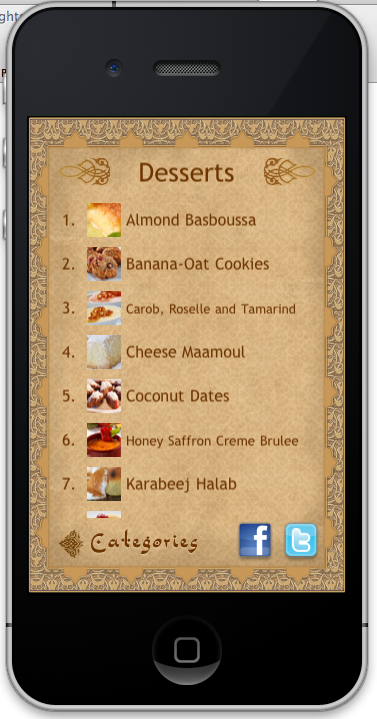 Desserts
1. Almond Basboussa
2. Banana-Oat Cookies
3. Carob, Roselle and Tamarind
4. Cheese Maamoul
5. Coconut Dates
6. Honey Saffron Creme Brulee
7. Karabeej Halab
Categories f t